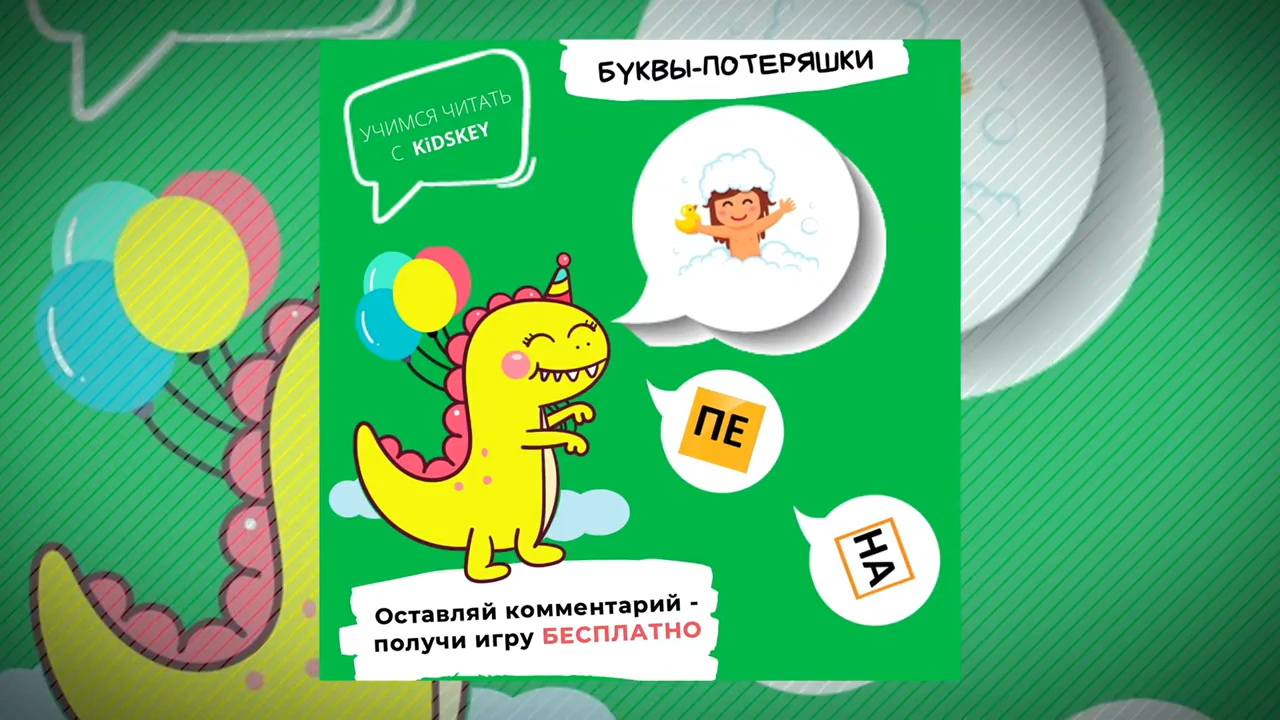 БУКВЫ-ПОТЕРЯШКИ
УЧИМСЯ ЧИТАТЬ
С KiDSKEY
ПЕ
НА
Оставляй комментарий -
получи игру БЕСПЛАТНО